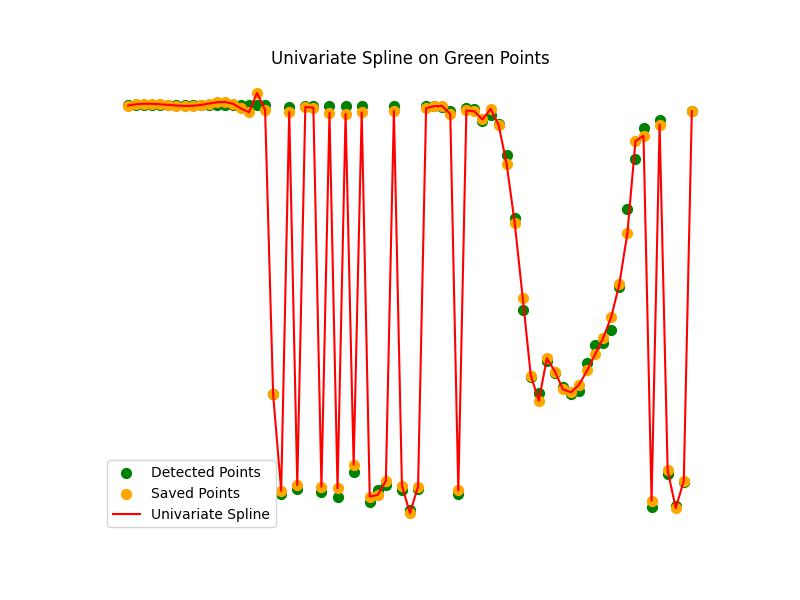 Univariate Spline on Green Points
Detected Points
Saved Points
Univariate Spline